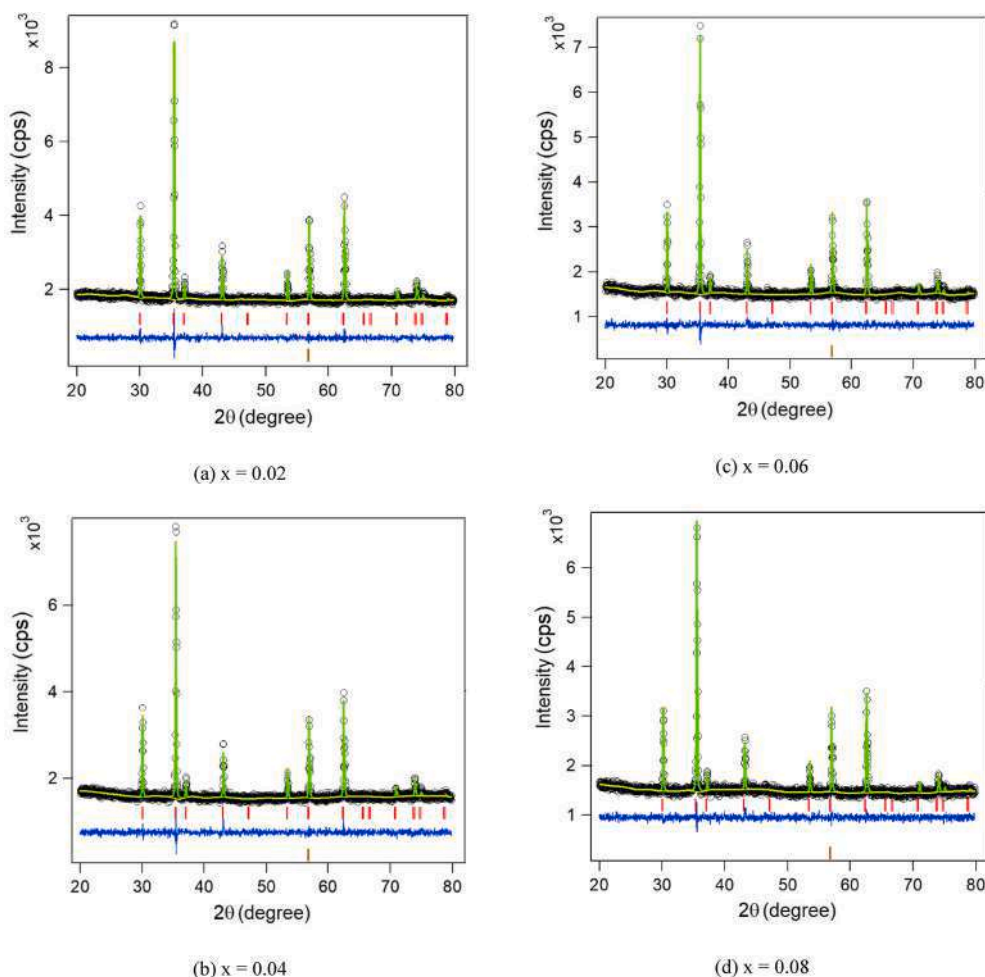 x10³
8
6
4
2
Intensity (cps)
20 30 40 50 60 70 80
2θ (degree)
(a) x = 0.02
x10³
7
6
5
4
3
2
1
Intensity (cps)
20 30 40 50 60 70 80
2θ (degree)
(c) x = 0.06
x10³
6
4
2
Intensity (cps)
20 30 40 50 60 70 80
2θ (degree)
(b) x = 0.04
x10³
6
5
4
3
2
1
Intensity (cps)
20 30 40 50 60 70 80
2θ (degree)
(d) x = 0.08